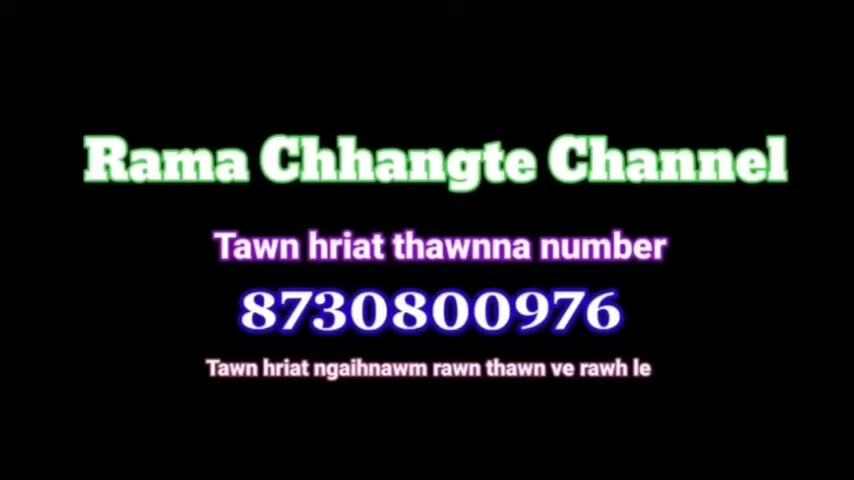 Rama Chhangte Channel
Tawn hriat thawnna number
8730800976
Tawn hriat ngaihnawm rawn thawn ve rawh le